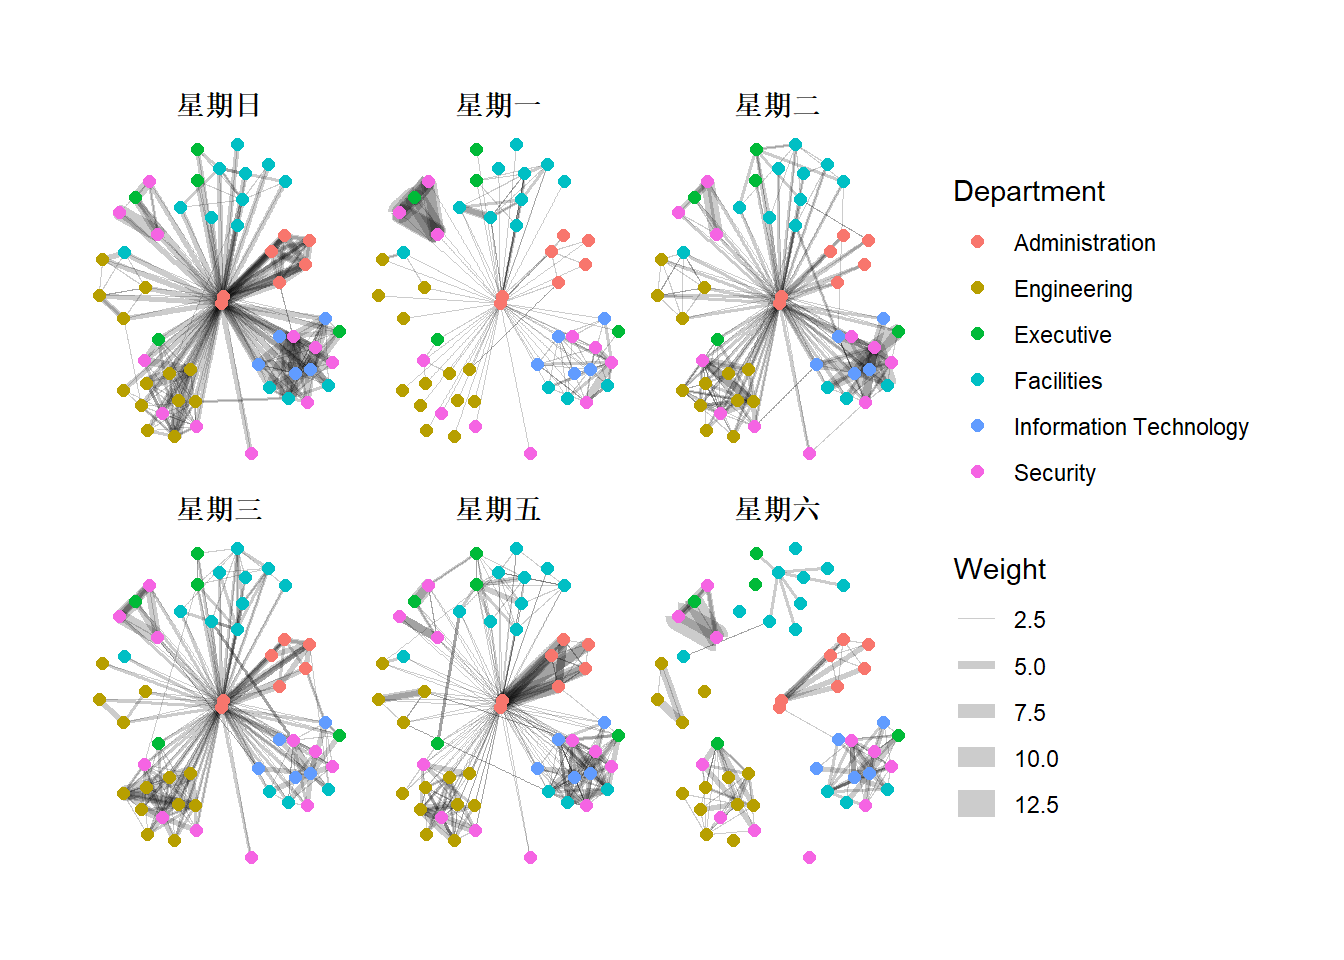 星期日
星期一
星期二
星期三
星期五
星期六
Department
Administration
Engineering
Executive
Facilities
Information Technology
Security
Weight
2.5
5.0
7.5
10.0
12.5